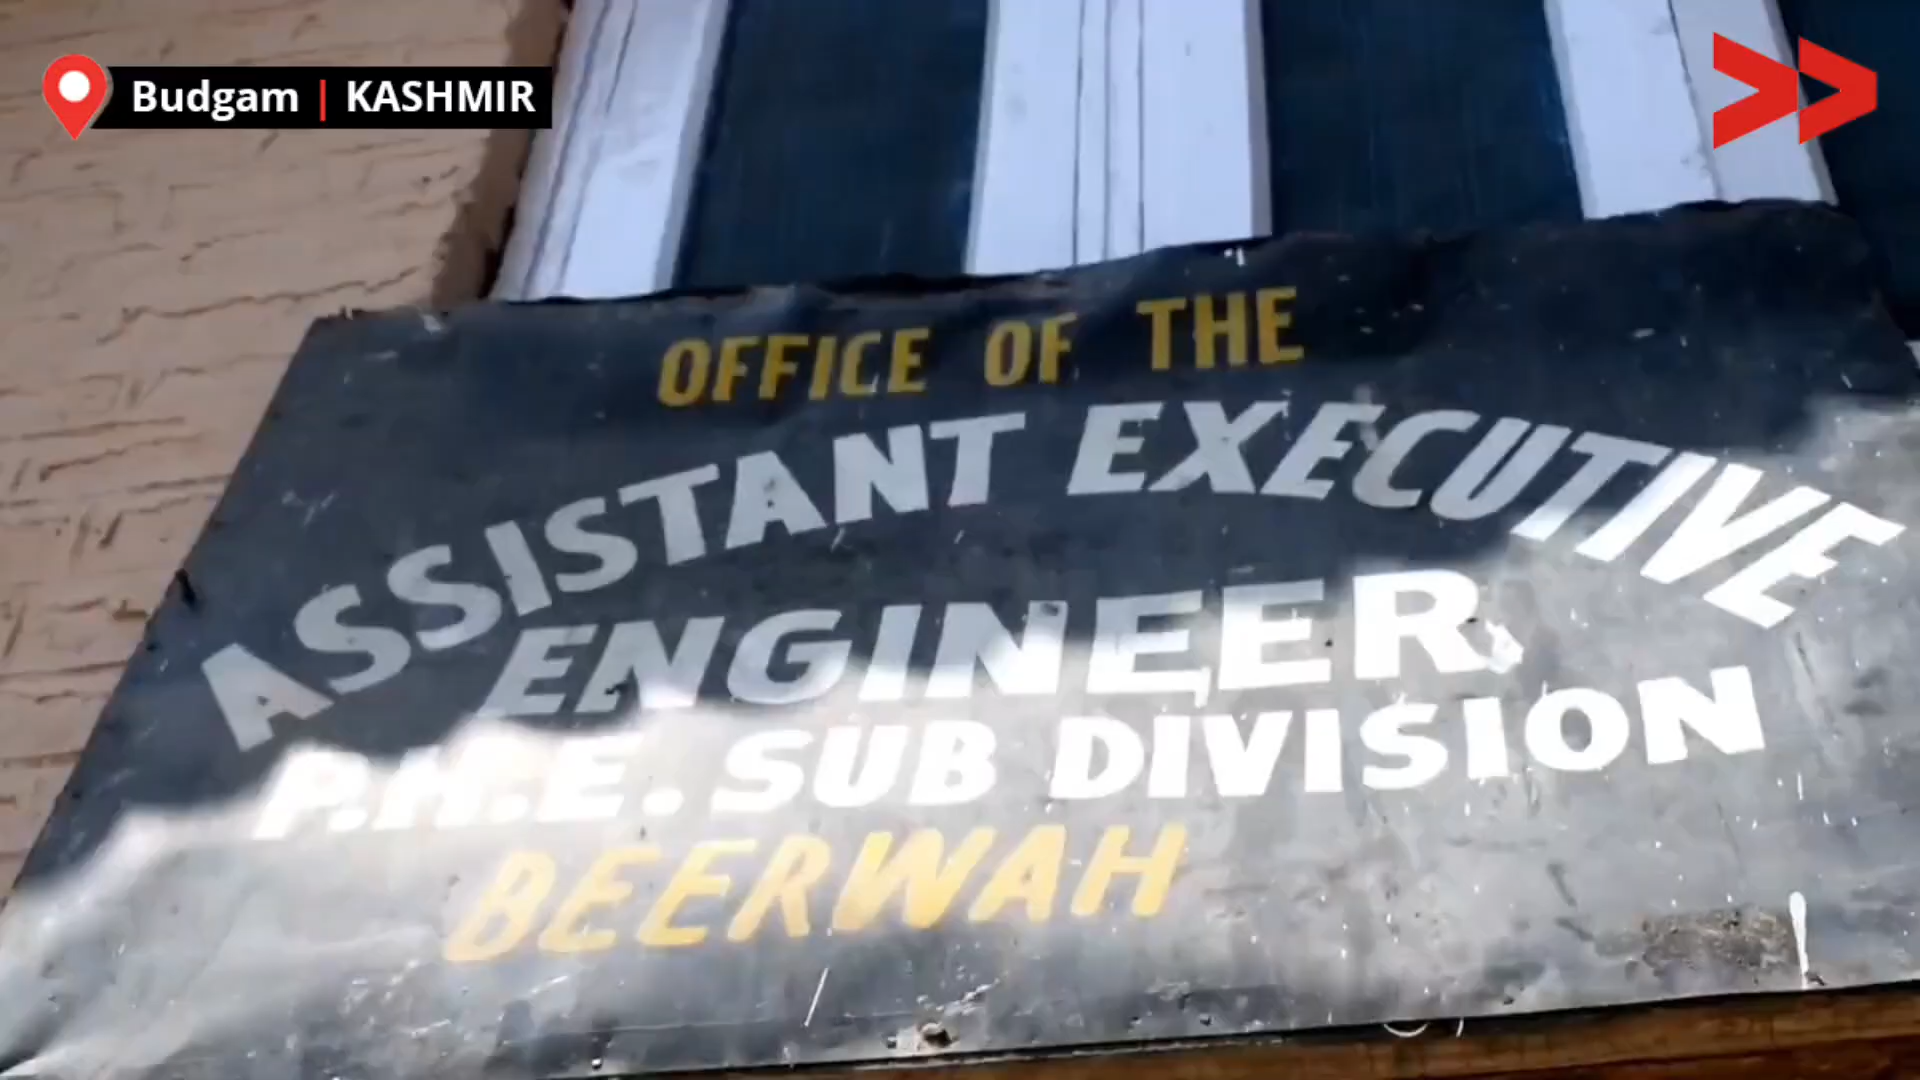 Budgam | KASHMIR
OFFICE OF THE
ASSISTANT EXECUTIVE
ENGINEER,
P.H.E. SUB DIVISION
BEERWAH